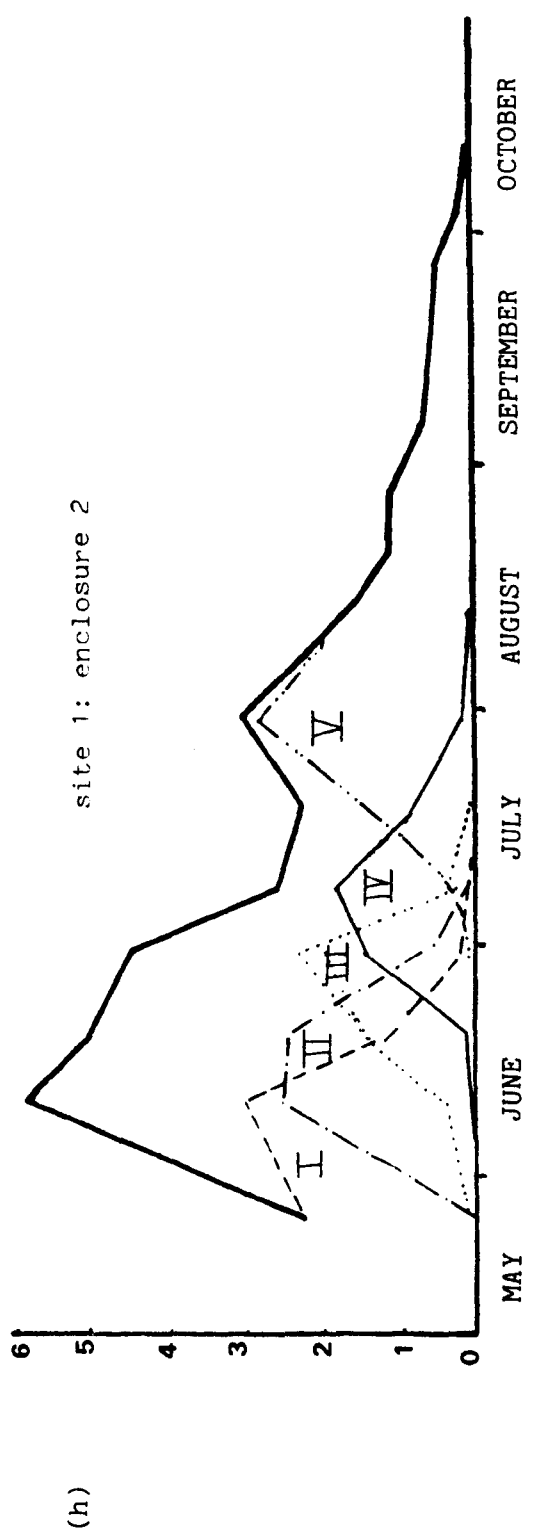 (h)
site 1: enclosure 2
6
5
4
3
2
1
0
I
II
III
IV
V
MAY JUNE JULY AUGUST SEPTEMBER OCTOBER